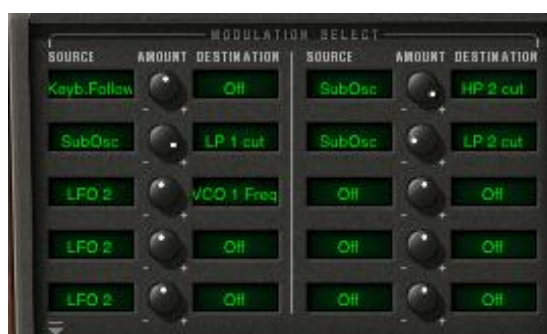 MODULATION SELECT
SOURCE AMOUNT DESTINATION SOURCE AMOUNT DESTINATION
Keyb.Follow Off SubOsc HP 2 cut
- + - +
SubOsc LP 1 cut SubOsc LP 2 cut
- + - +
LFO 2 VCO 1 Freq Off Off
- + - +
LFO 2 Off Off Off
- + - +
LFO 2 Off Off Off
- + - +